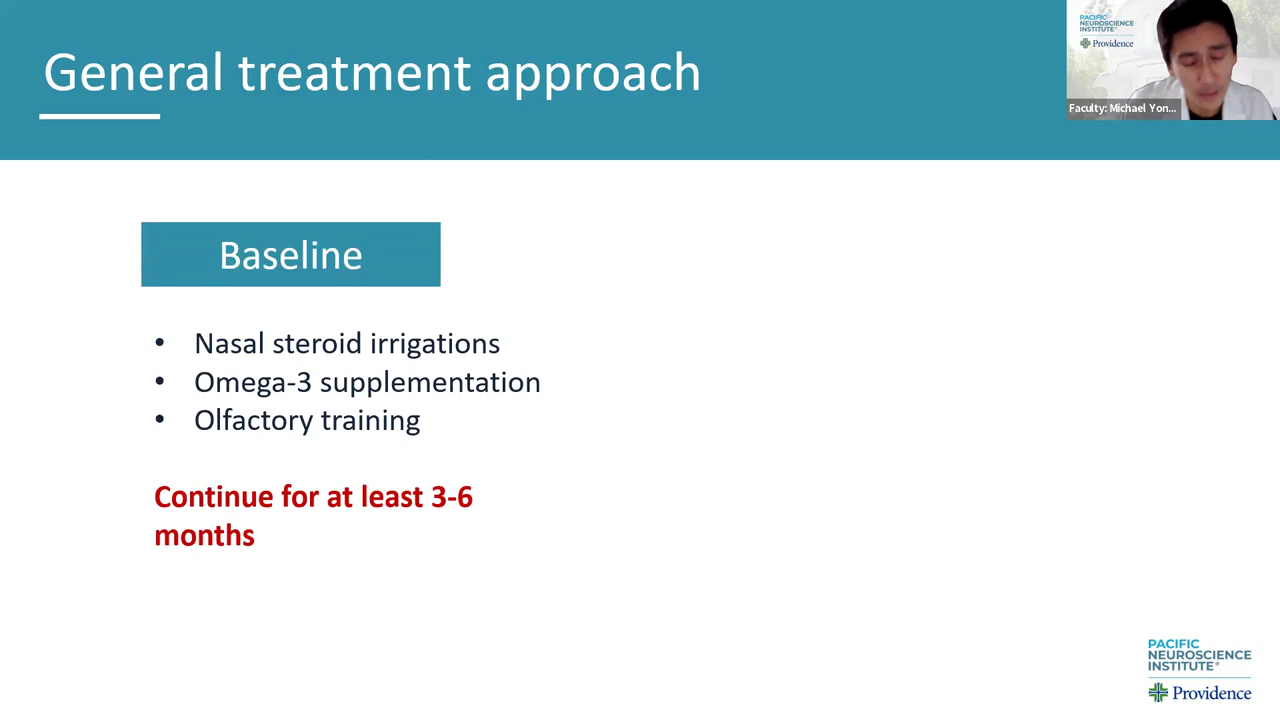 General treatment approach
PACIFIC
NEUROSCIENCE
INSTITUTE®
Providence
Faculty: Michael Yon...
Baseline
• Nasal steroid irrigations
• Omega-3 supplementation
• Olfactory training
Continue for at least 3-6
months
PACIFIC
NEUROSCIENCE
INSTITUTE®
Providence